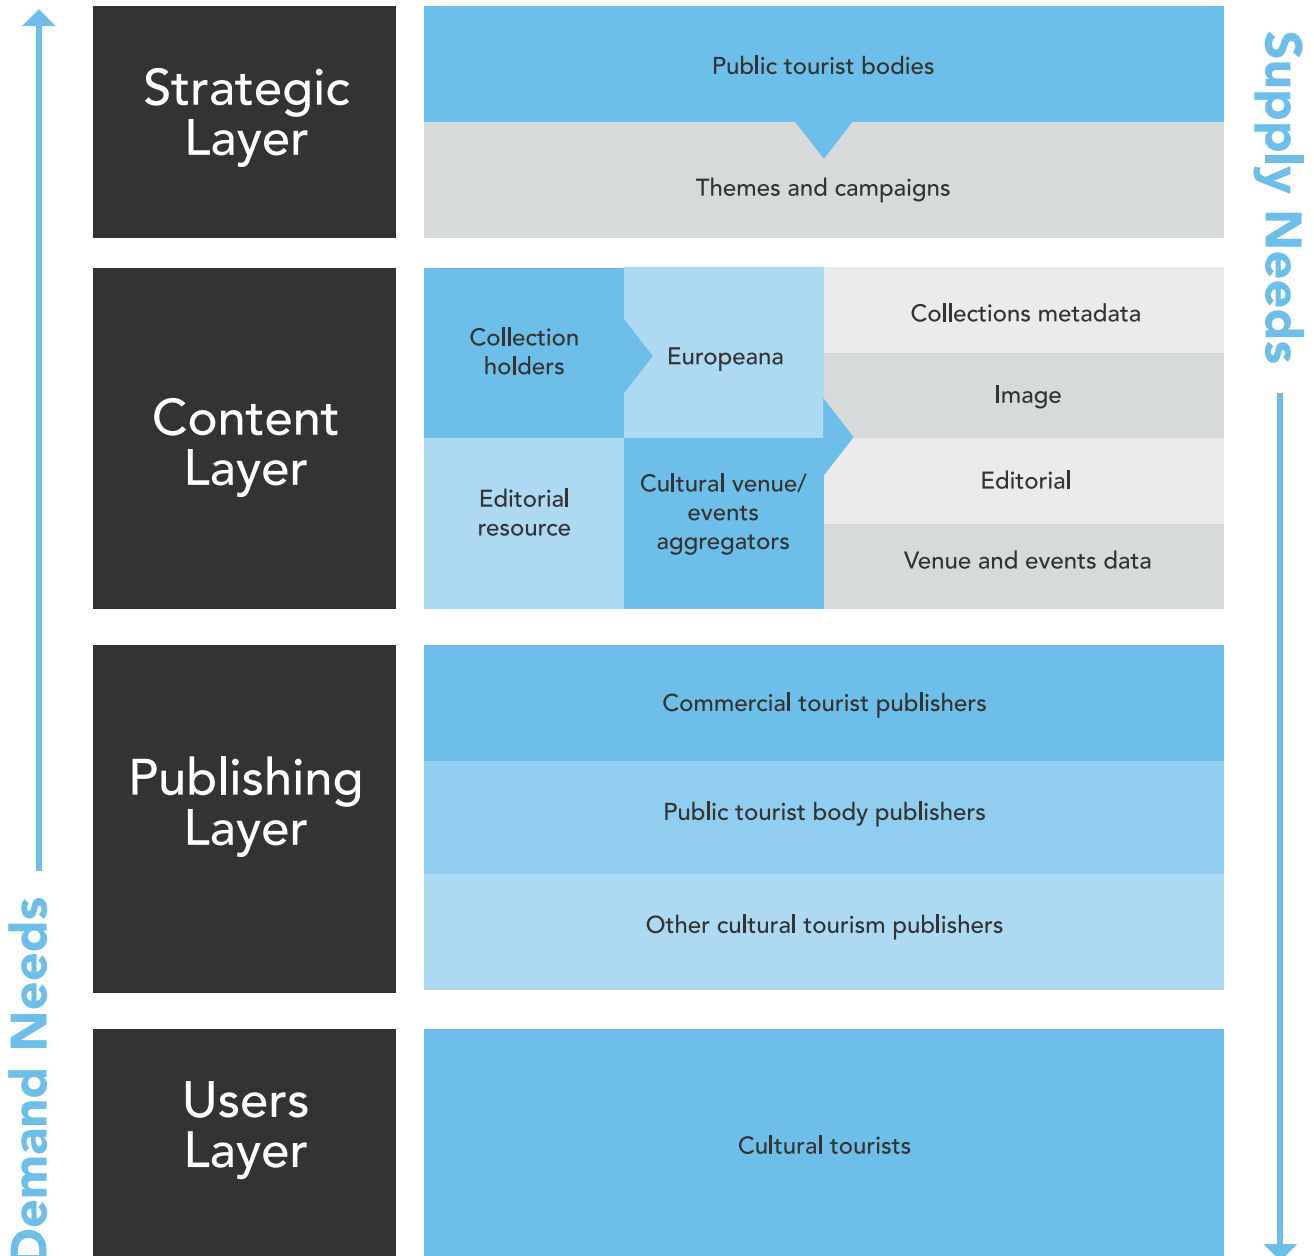 Strategic
Layer
Public tourist bodies
Themes and campaigns
Supply Needs
Content
Layer
Collection
holders
Europeana
Editorial
resource
Cultural venue/
events
aggregators
Collections metadata
Image
Editorial
Venue and events data
Publishing
Layer
Commercial tourist publishers
Public tourist body publishers
Other cultural tourism publishers
Demand Needs
Users
Layer
Cultural tourists